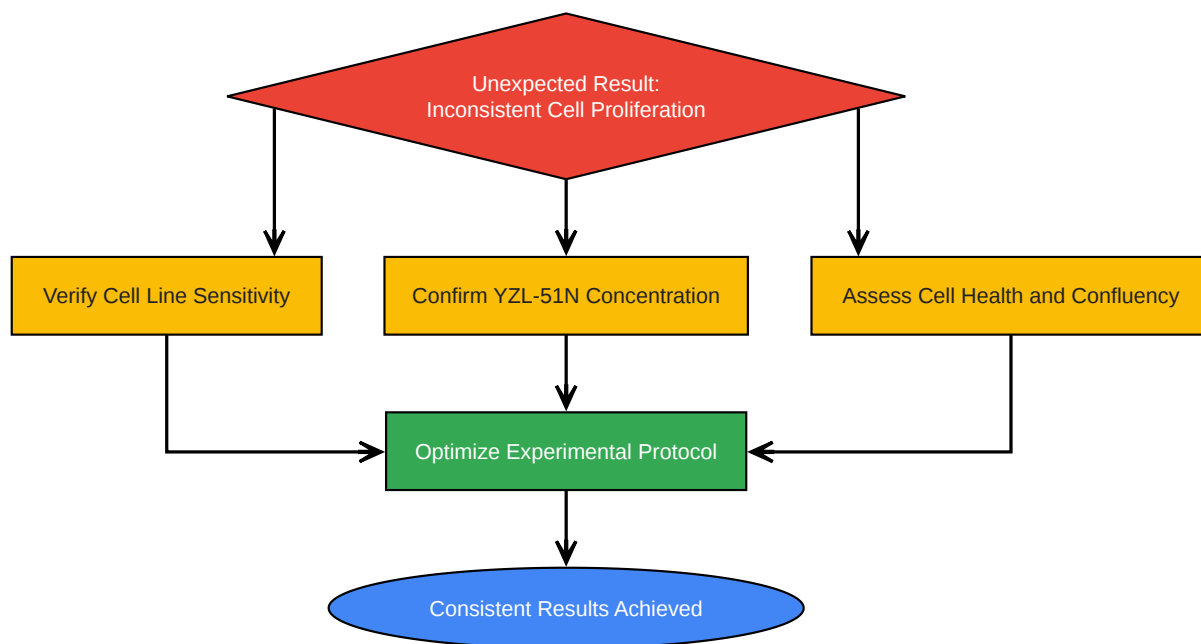 Unexpected Result:
Inconsistent Cell Proliferation
Verify Cell Line Sensitivity
Confirm YZL-51N Concentration
Assess Cell Health and Confluency
Optimize Experimental Protocol
Consistent Results Achieved